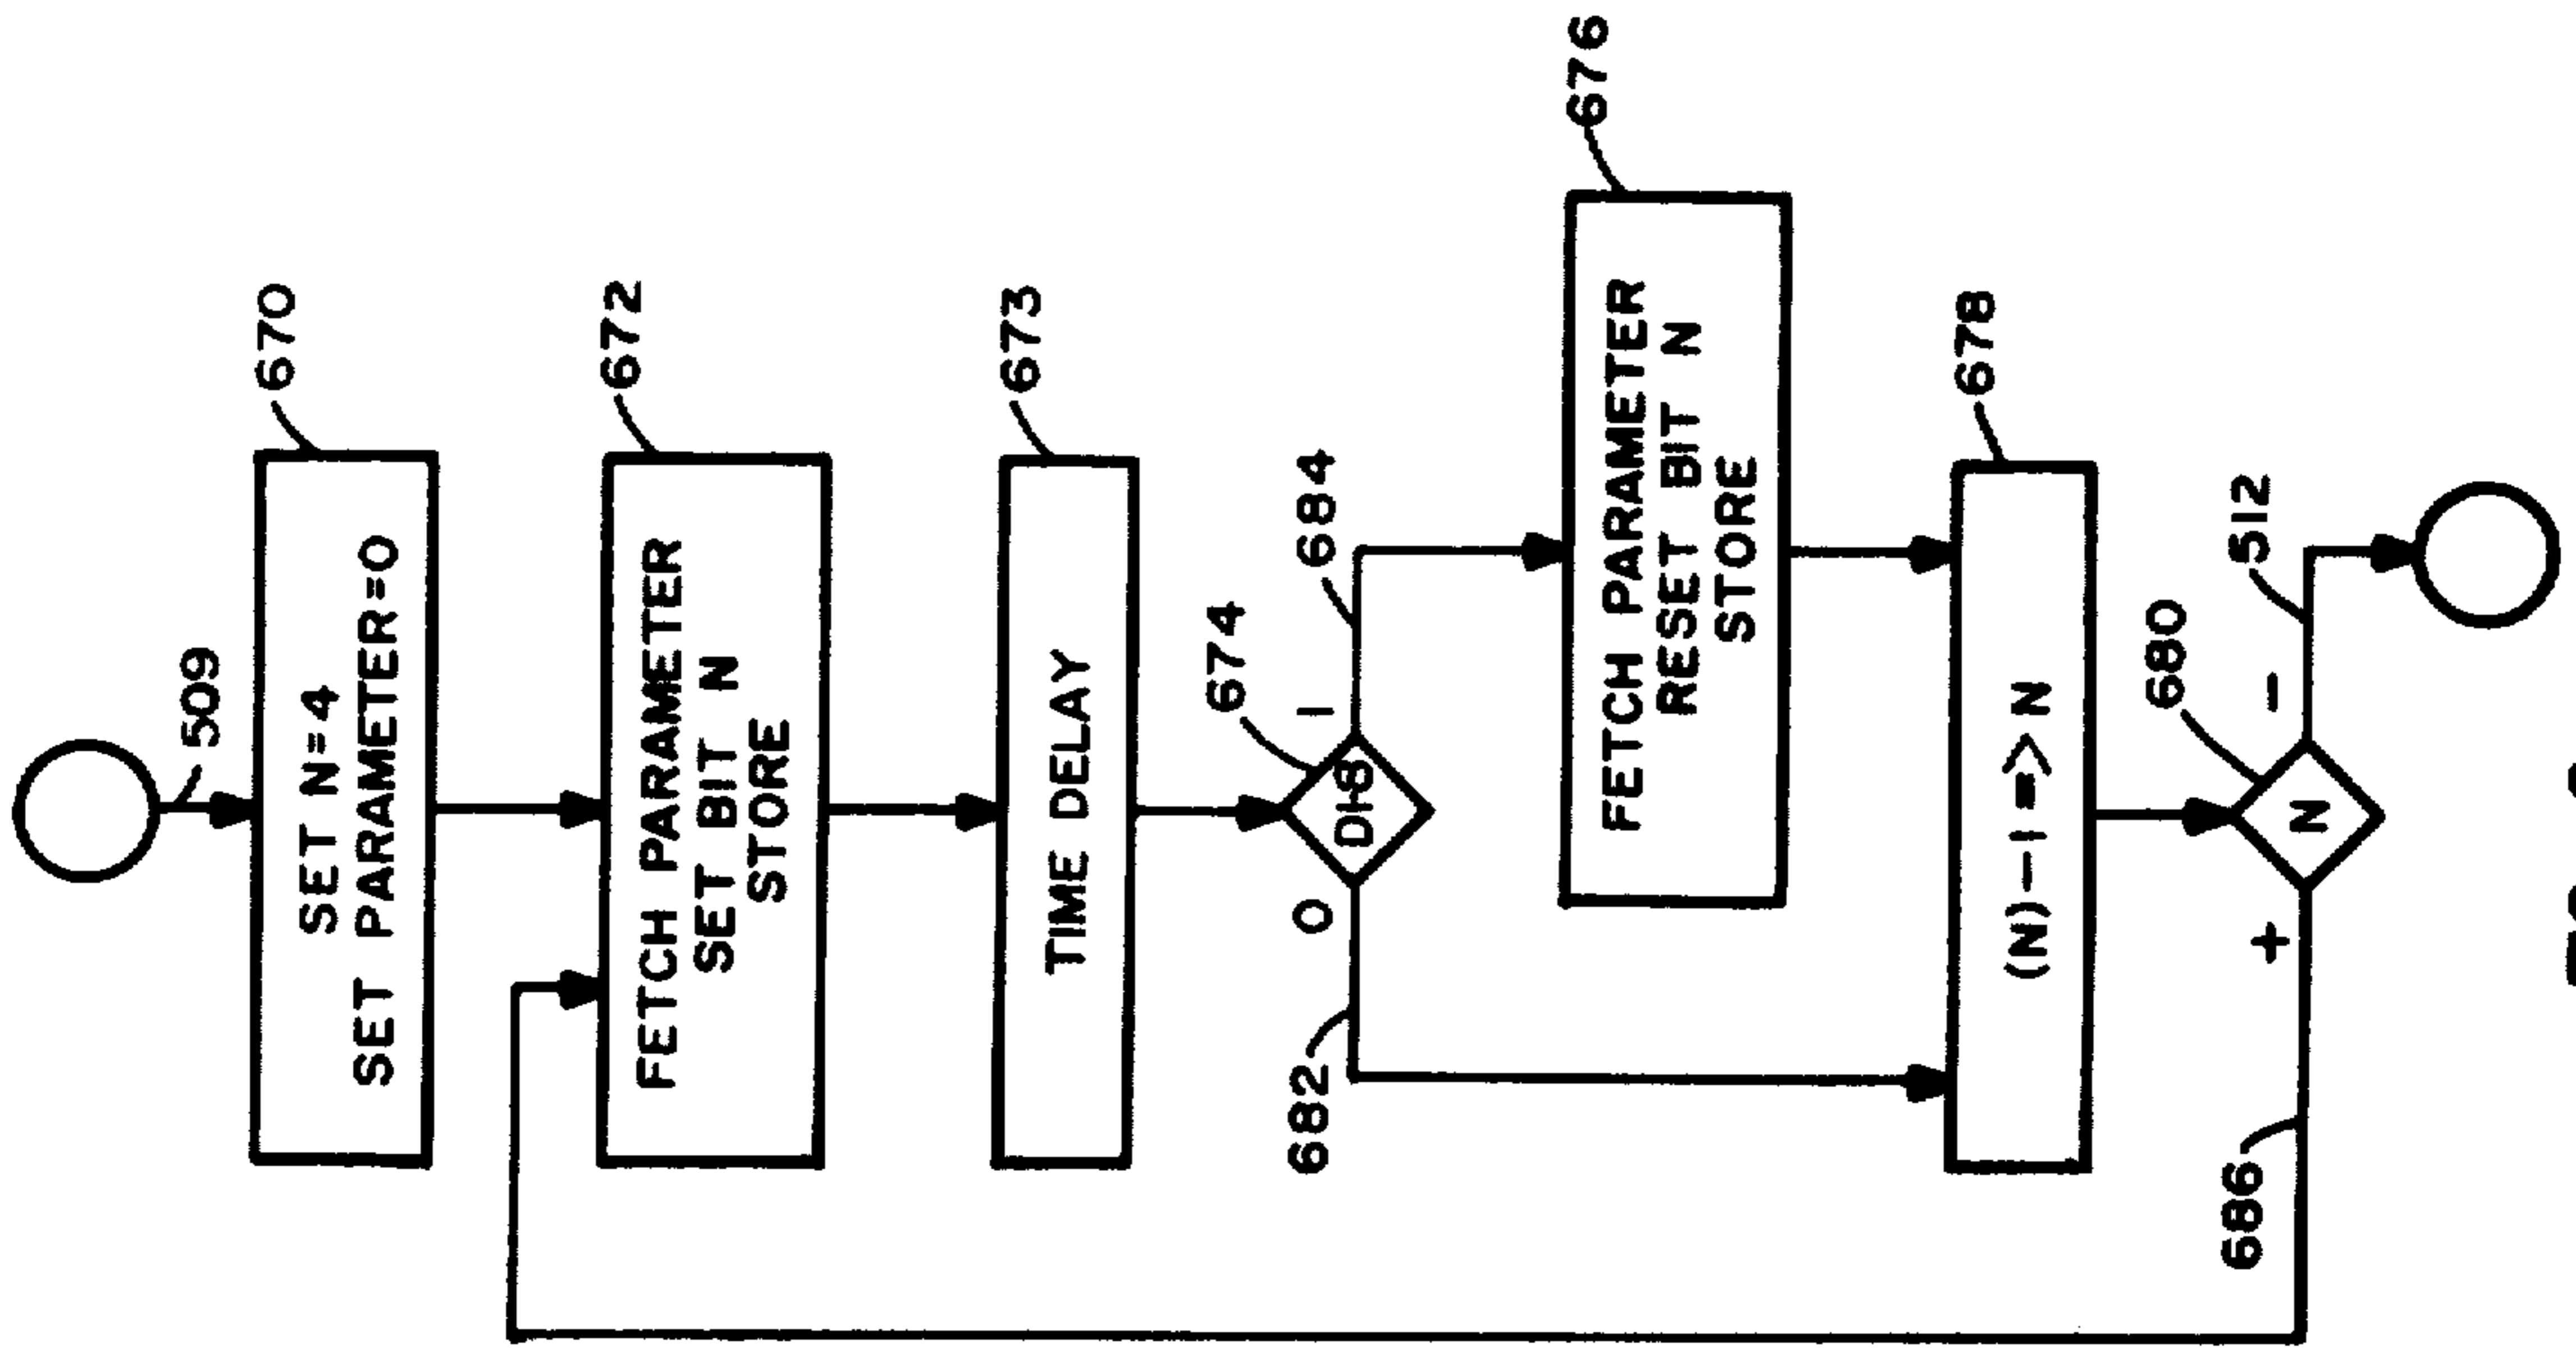 509
670
SET N=4
SET PARAMETER=0
672
FETCH PARAMETER
SET BIT N
STORE
673
TIME DELAY
674
D1-8
0
1
682
684
676
FETCH PARAMETER
RESET BIT N
STORE
678
(N)-1=>N
680
N
+
-
686
512